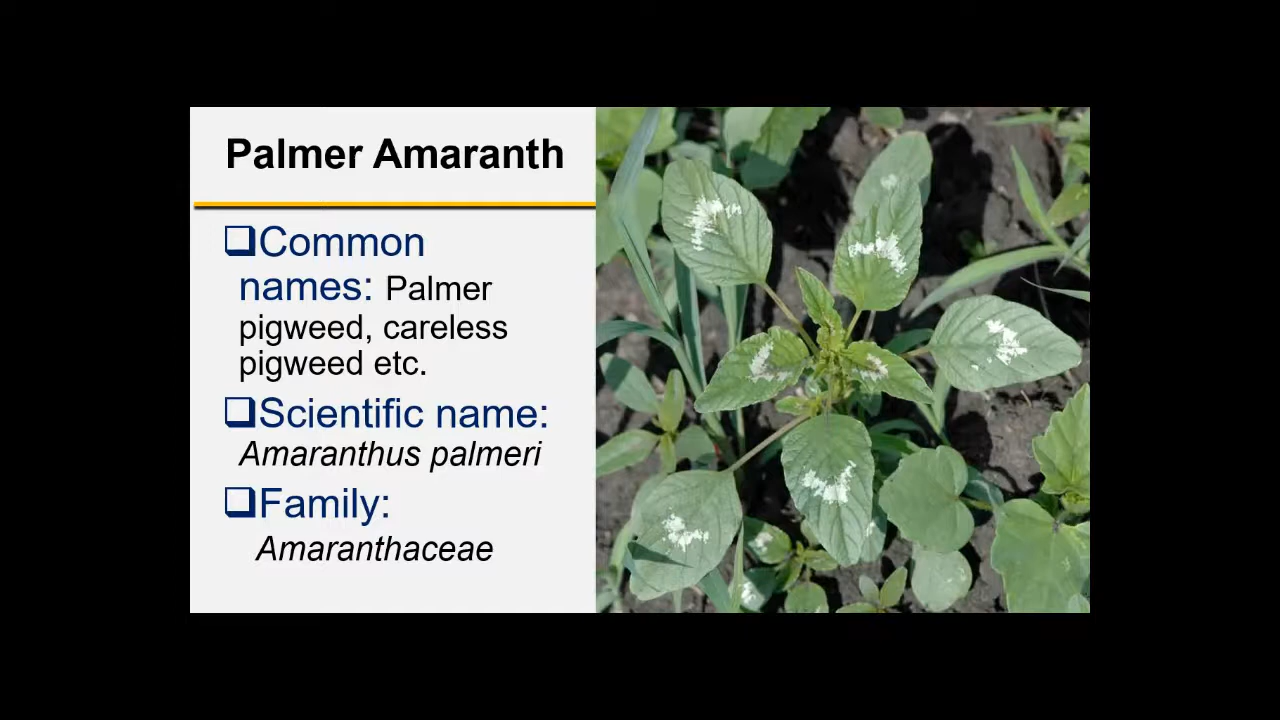 Palmer Amaranth
❑Common
names: Palmer
pigweed, careless
pigweed etc.
❑Scientific name:
Amaranthus palmeri
❑Family:
Amaranthaceae